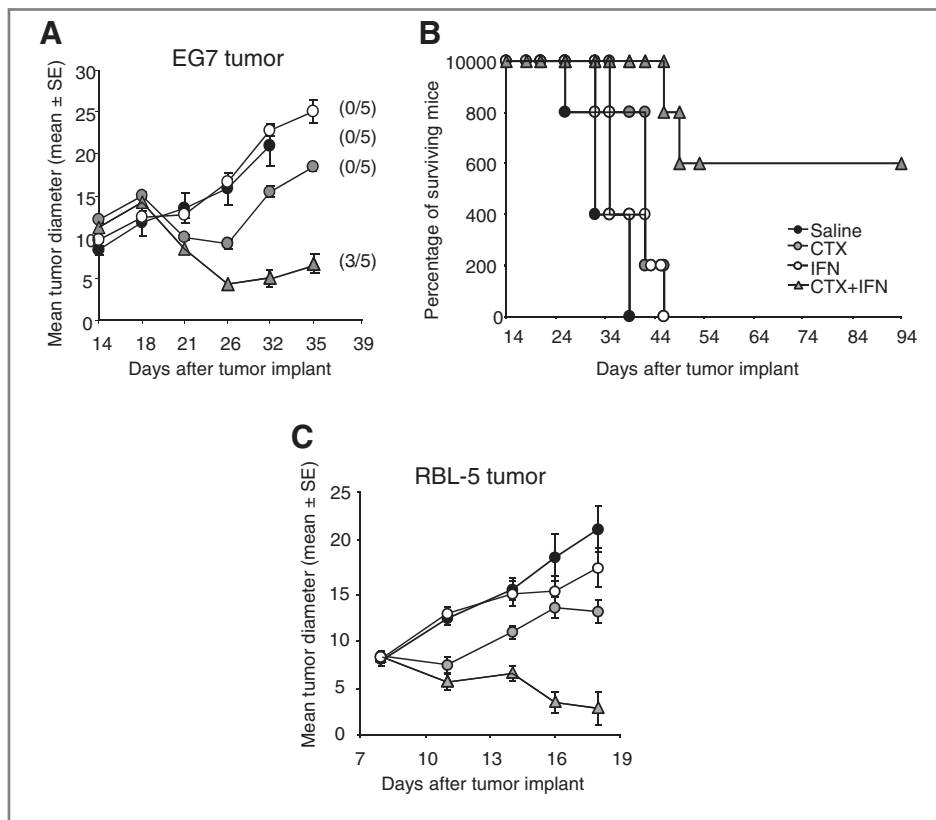 A
EG7 tumor
Mean tumor diameter (mean ± SE)
30
25
20
15
10
5
0
14 18 21 26 32 35 39
Days after tumor implant
(0/5)
(0/5)
(0/5)
(3/5)
B
Percentage of surviving mice
10000
800
600
400
200
0
14 24 34 44 54 64 74 84 94
Days after tumor implant
Saline
CTX
IFN
CTX+IFN
C
RBL-5 tumor
Mean tumor diameter (mean ± SE)
25
20
15
10
5
0
7 10 13 16 19
Days after tumor implant